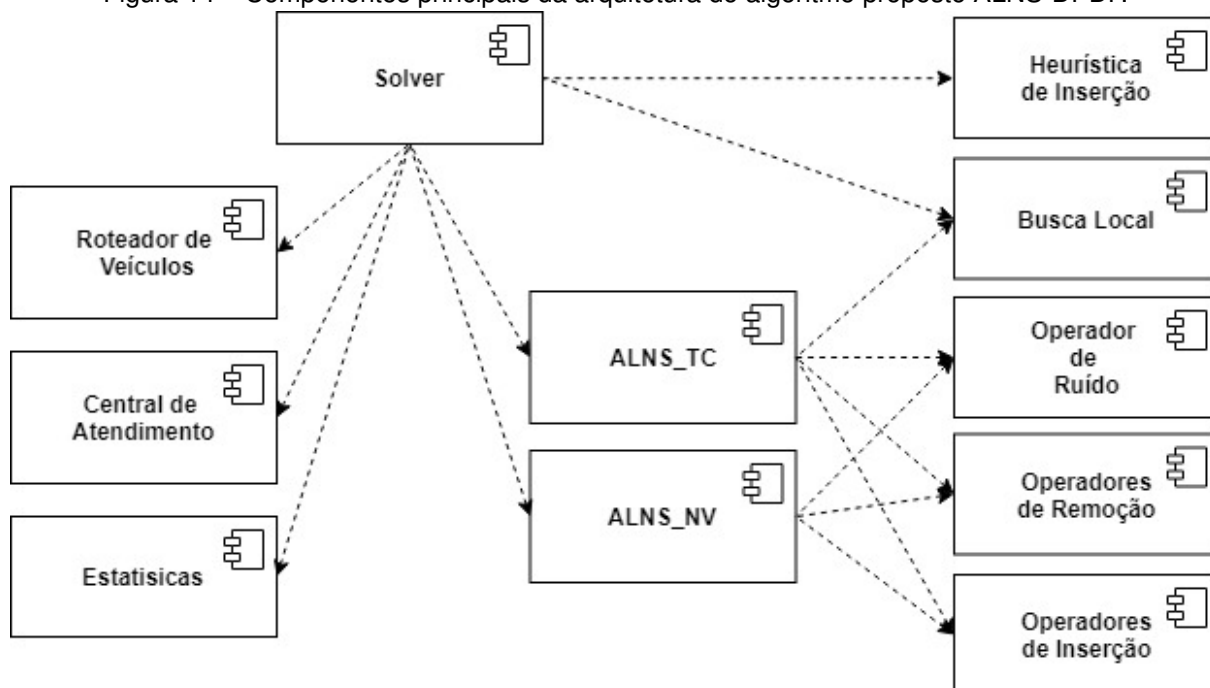 Solver
Heurística
de Inserção
Roteador de
Veículos
Busca Local
ALNS_TC
Operador
de
Ruído
Central de
Atendimento
ALNS_NV
Operadores
de Remoção
Estatisicas
Operadores
de Inserção